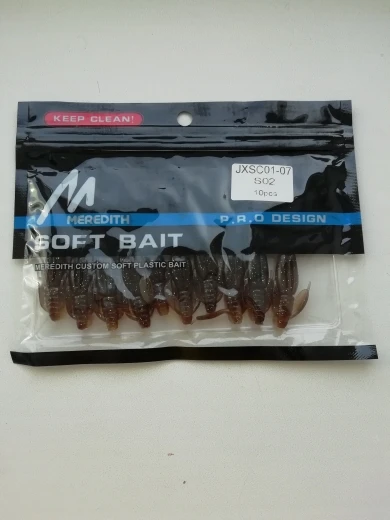 KEEP CLEAN!
JXSC01-07
S02
10pcs
MEREDITH
P.R.O DESIGN
SOFT BAIT
MEREDITH CUSTOM SOFT PLASTIC BAIT